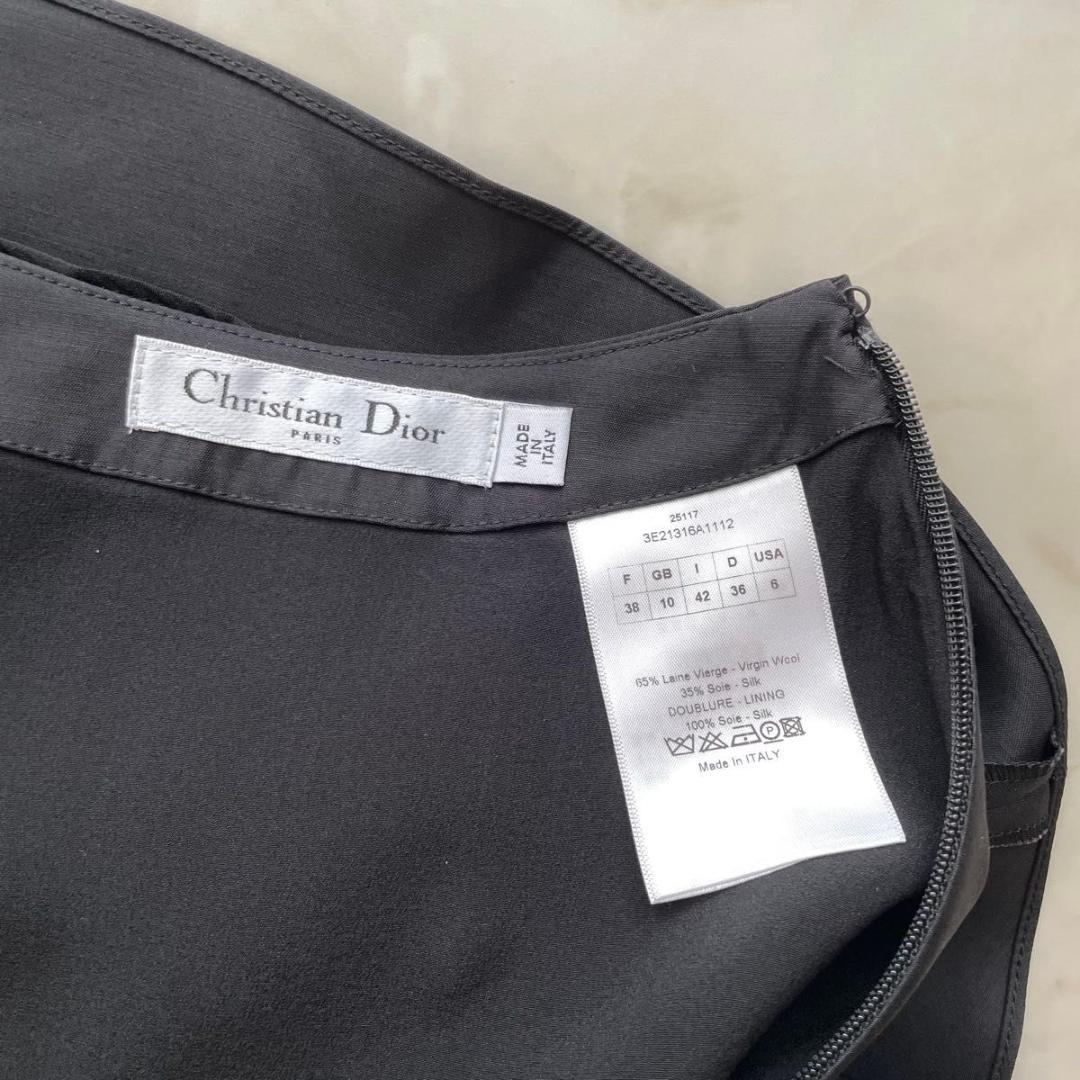 Christian Dior
PARIS
MADE
IN
ITALY
25117
3E21316A1112
F GB I D USA
38 10 42 36 6
65% Laine Vierge - Virgin Wool
35% Soie - Silk
DOUBLURE - LINING
100% Soie - Silk
P
Made In ITALY